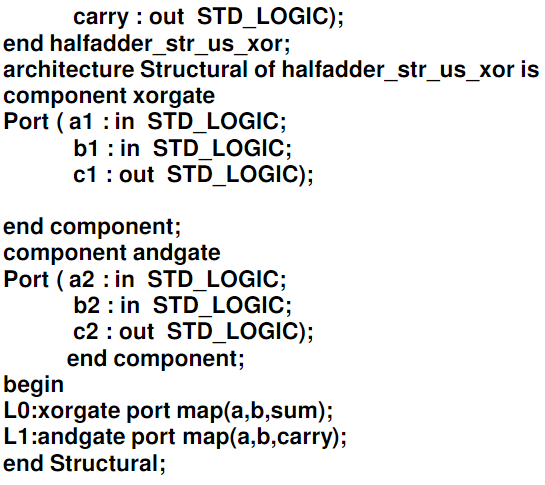 carry : out STD_LOGIC);
end halfadder_str_us_xor;
architecture Structural of halfadder_str_us_xor is
component xorgate
Port ( a1 : in STD_LOGIC;
b1 : in STD_LOGIC;
c1 : out STD_LOGIC);
end component;
component andgate
Port ( a2 : in STD_LOGIC;
b2 : in STD_LOGIC;
c2 : out STD_LOGIC);
end component;
begin
L0:xorgate port map(a,b,sum);
L1:andgate port map(a,b,carry);
end Structural;